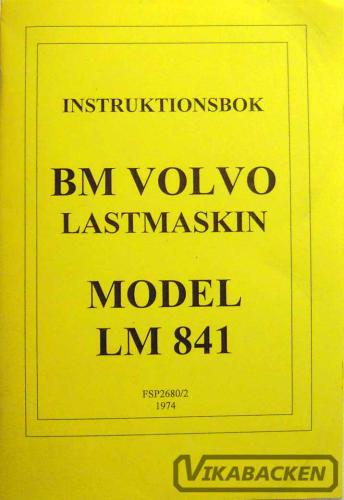 INSTRUKTIONSBOK
BM VOLVO
LASTMASKIN
MODEL
LM 841
FSP2680/2
1974
VIKABACKEN